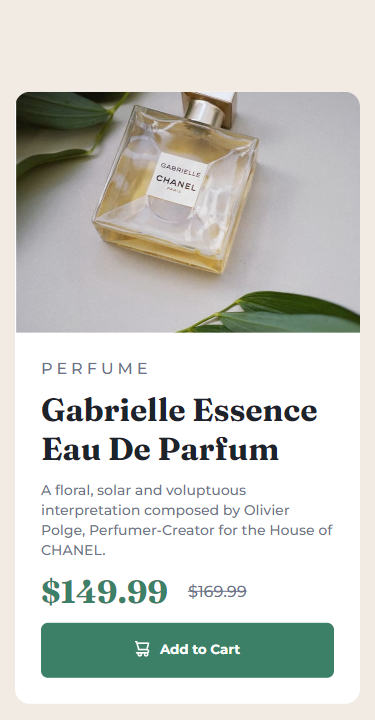 GABRIELLE
CHANEL
PARIS
PERFUME
Gabrielle Essence
Eau De Parfum
A floral, solar and voluptuous
interpretation composed by Olivier
Polge, Perfumer-Creator for the House of
CHANEL.
$149.99 $169.99
Add to Cart